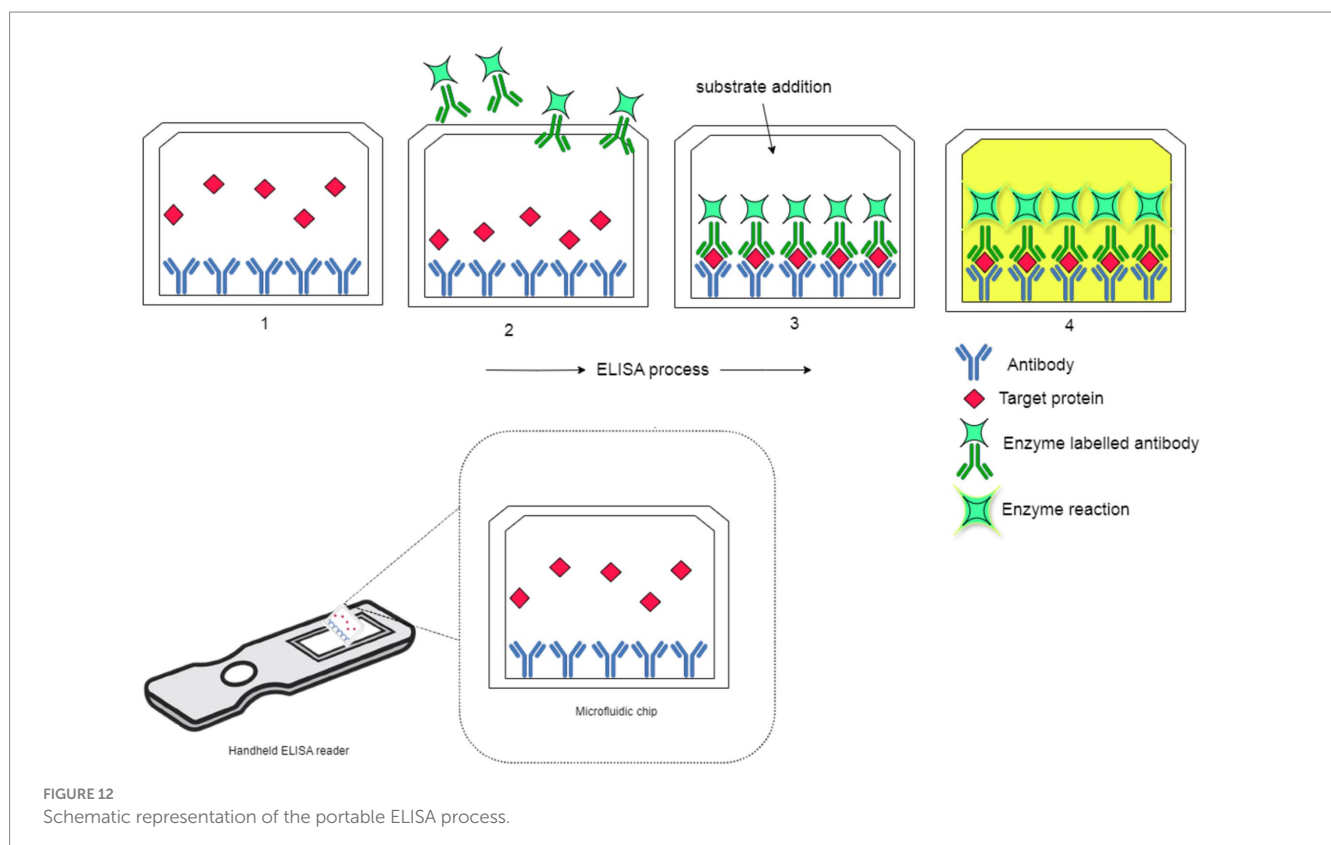 substrate addition
1
2
3
4
ELISA process
Antibody
Target protein
Enzyme labelled antibody
Enzyme reaction
Microfluidic chip
Handheld ELISA reader
FIGURE 12
Schematic representation of the portable ELISA process.